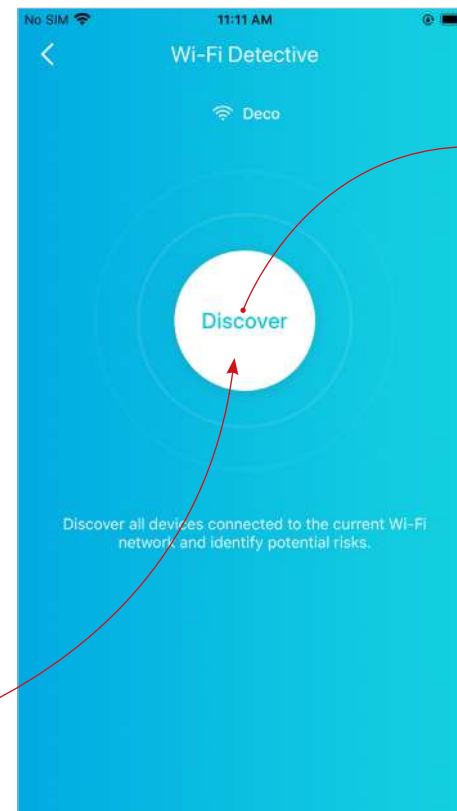 No SIM 11:11 AM
Wi-Fi Detective
Deco
Discover
Discover all devices connected to the current Wi-Fi
network and identify potential risks.